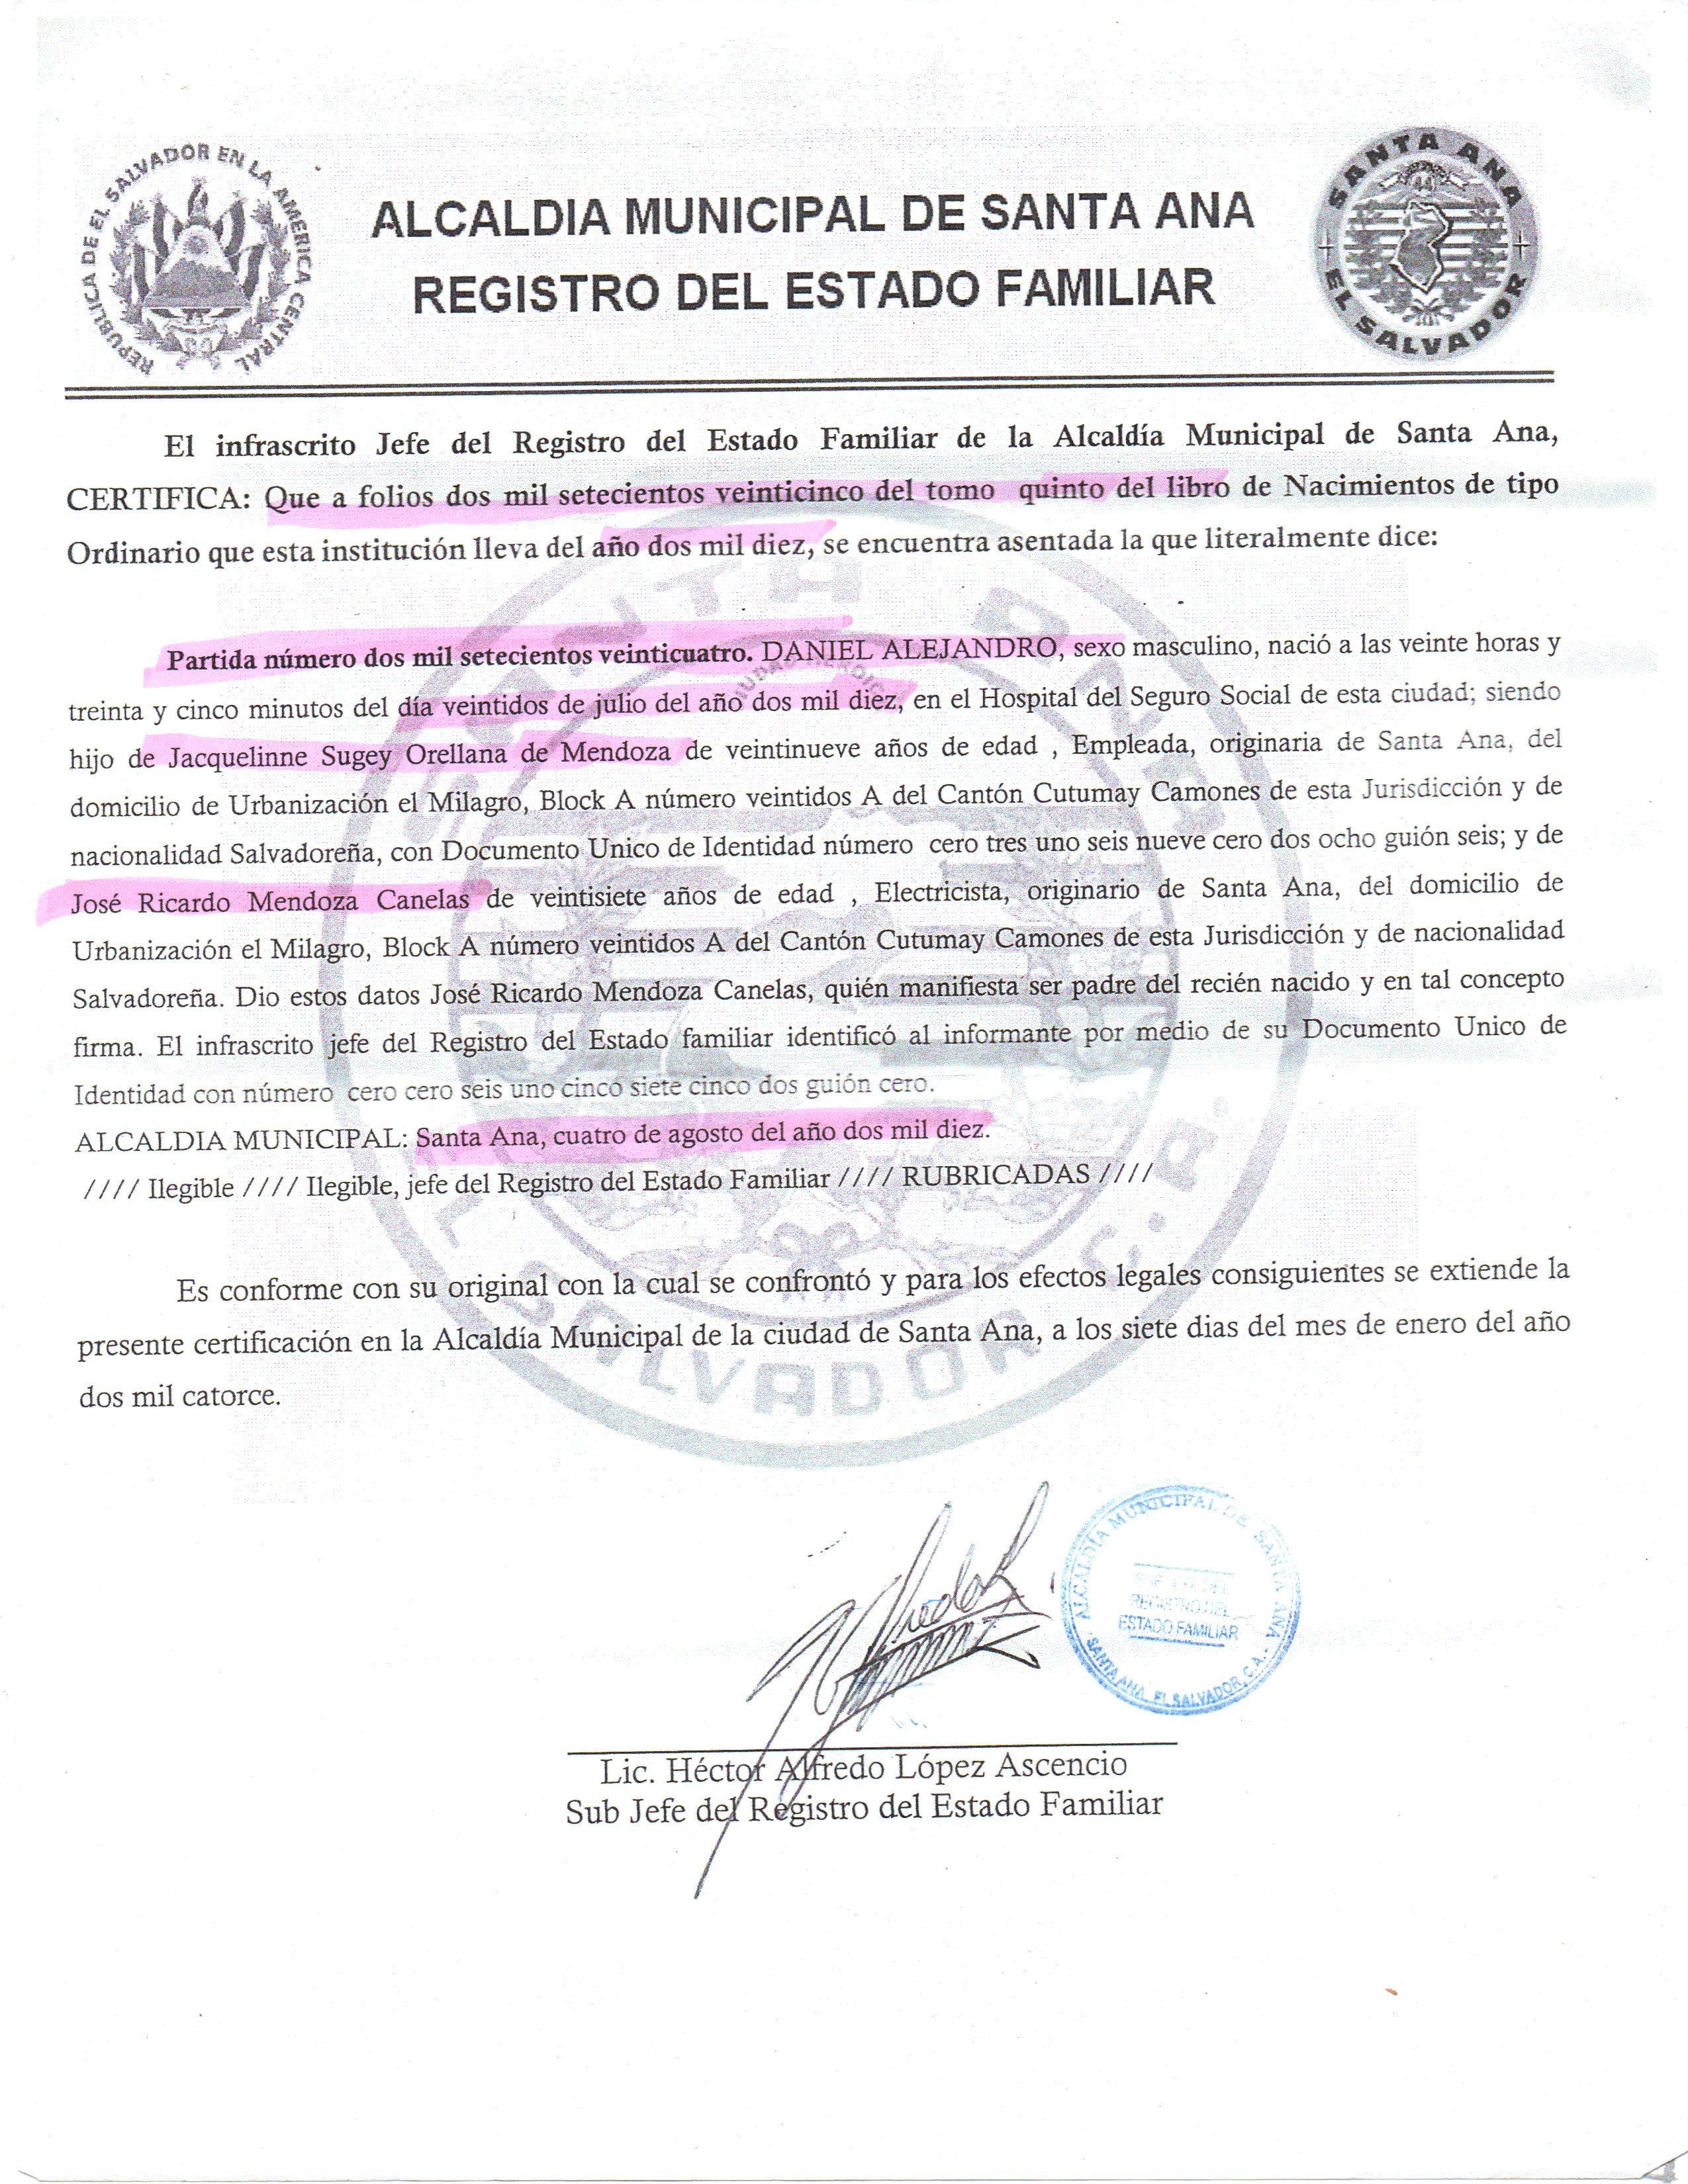 REPUBLICA DE EL SALVADOR EN LA AMERICA CENTRAL
ALCALDIA MUNICIPAL DE SANTA ANA
REGISTRO DEL ESTADO FAMILIAR
SANTA ANA
EL SALVADOR
El infrascrito Jefe del Registro del Estado Familiar de la Alcaldía Municipal de Santa Ana,
CERTIFICA: Que a folios dos mil setecientos veinticinco del tomo quinto del libro de Nacimientos de tipo
Ordinario que esta institución lleva del año dos mil diez, se encuentra asentada la que literalmente dice:
Partida número dos mil setecientos veinticuatro. DANIEL ALEJANDRO, sexo masculino, nació a las veinte horas y
treinta y cinco minutos del día veintidos de julio del año dos mil diez, en el Hospital del Seguro Social de esta ciudad; siendo
hijo de Jacquelinne Sugey Orellana de Mendoza de veintinueve años de edad , Empleada, originaria de Santa Ana, del
domicilio de Urbanización el Milagro, Block A número veintidos A del Cantón Cutumay Camones de esta Jurisdicción y de
nacionalidad Salvadoreña, con Documento Unico de Identidad número cero tres uno seis nueve cero dos ocho guión seis; y de
José Ricardo Mendoza Canelas de veintisiete años de edad , Electricista, originario de Santa Ana, del domicilio de
Urbanización el Milagro, Block A número veintidos A del Cantón Cutumay Camones de esta Jurisdicción y de nacionalidad
Salvadoreña. Dio estos datos José Ricardo Mendoza Canelas, quién manifiesta ser padre del recién nacido y en tal concepto
firma. El infrascrito jefe del Registro del Estado familiar identificó al informante por medio de su Documento Unico de
Identidad con número cero cero seis uno cinco siete cinco dos guión cero.
ALCALDIA MUNICIPAL: Santa Ana, cuatro de agosto del año dos mil diez.
//// Ilegible //// Ilegible, jefe del Registro del Estado Familiar //// RUBRICADAS ////
Es conforme con su original con la cual se confrontó y para los efectos legales consiguientes se extiende la
presente certificación en la Alcaldía Municipal de la ciudad de Santa Ana, a los siete dias del mes de enero del año
dos mil catorce.
ALCALDÍA MUNICIPAL DE SANTA ANA
REGISTRO DEL
ESTADO FAMILIAR
SANTA ANA, EL SALVADOR, C.A.
Lic. Héctor Alfredo López Ascencio
Sub Jefe del Registro del Estado Familiar